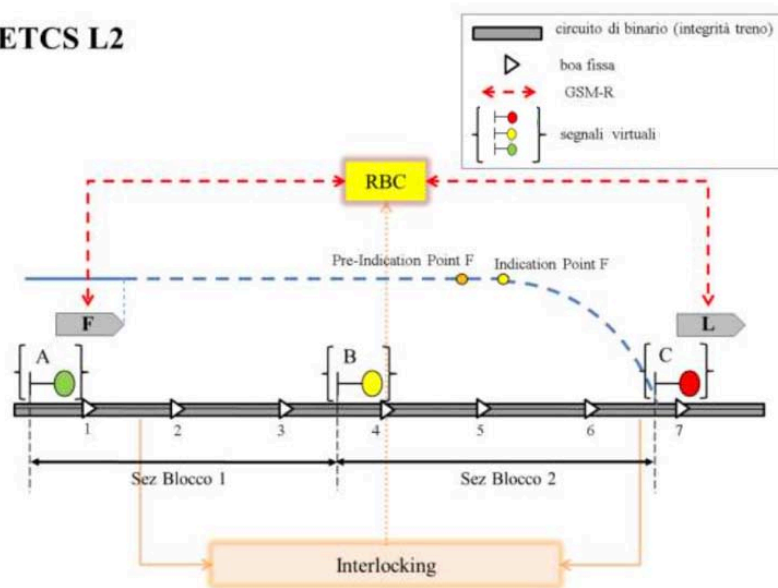 ETCS L2
circuito di binario (integrità treno)
boa fissa
GSM-R
segnali virtuali
RBC
Pre-Indication Point F
Indication Point F
F
L
A
B
C
1
2
3
4
5
6
7
Sez Blocco 1
Sez Blocco 2
Interlocking